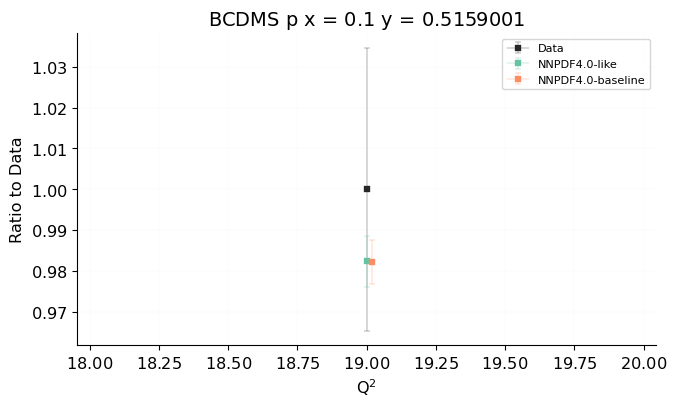 BCDMS p x = 0.1 y = 0.5159001
Data
NNPDF4.0-like
NNPDF4.0-baseline
Ratio to Data
1.03
1.02
1.01
1.00
0.99
0.98
0.97
18.00 18.25 18.50 18.75 19.00 19.25 19.50 19.75 20.00
Q²